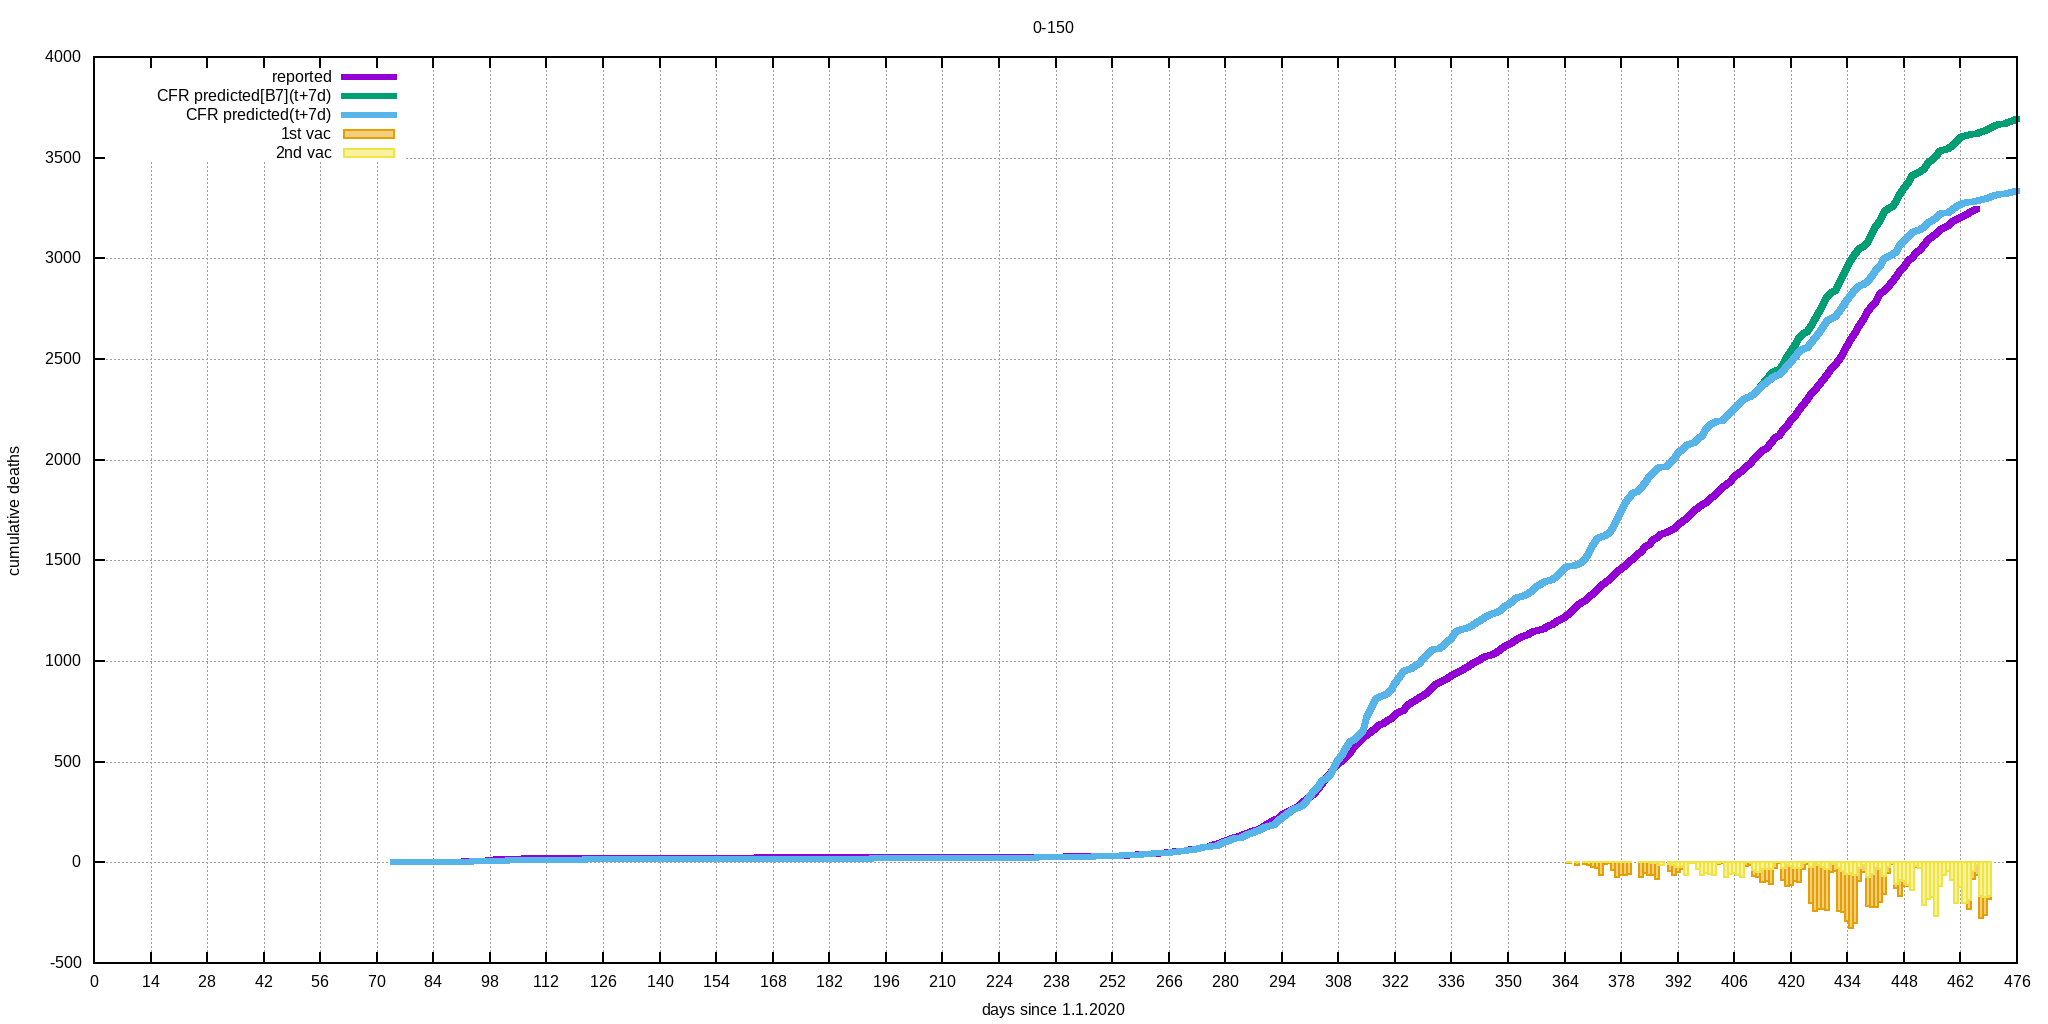 0-150
4000
3500
3000
2500
2000
1500
1000
500
0
-500
cumulative deaths
reported
CFR predicted[B7](t+7d)
CFR predicted(t+7d)
1st vac
2nd vac
0 14 28 42 56 70 84 98 112 126 140 154 168 182 196 210 224 238 252 266 280 294 308 322 336 350 364 378 392 406 420 434 448 462 476
days since 1.1.2020